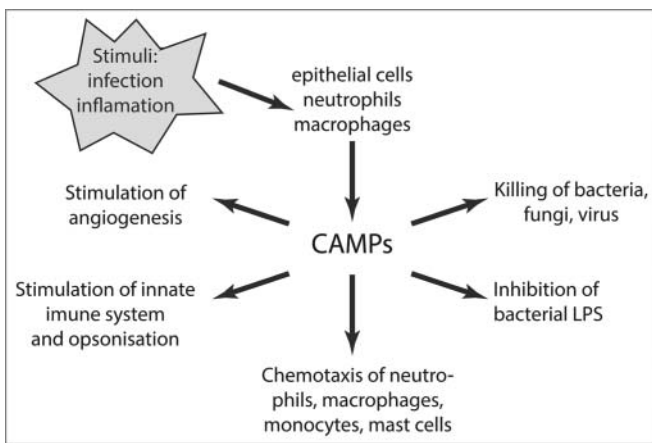 Stimuli:
infection
inflamation
epithelial cells
neutrophils
macrophages
Stimulation of
angiogenesis
Killing of bacteria,
fungi, virus
CAMPs
Stimulation of innate
imune system
and opsonisation
Inhibition of
bacterial LPS
Chemotaxis of neutro-
phils, macrophages,
monocytes, mast cells